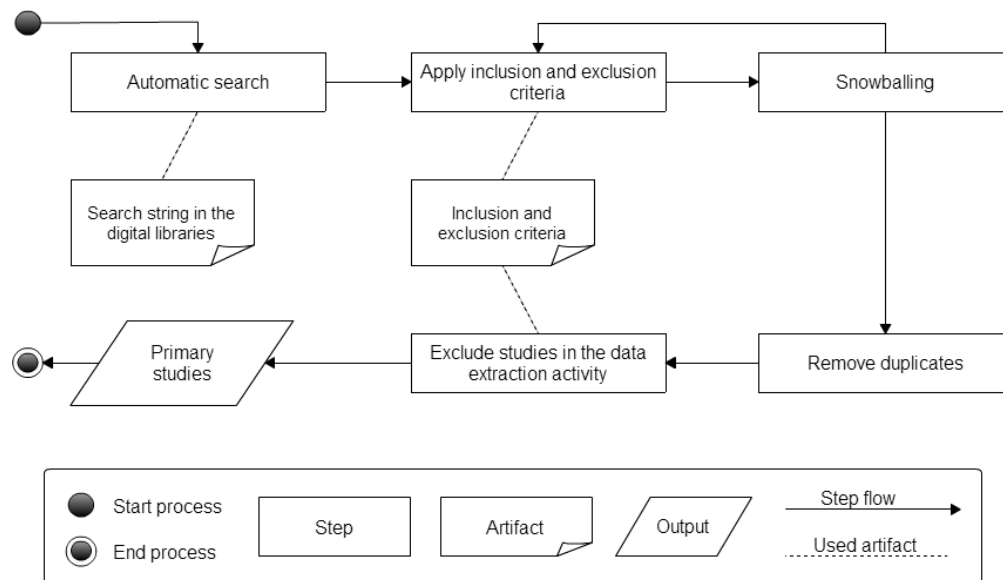 Automatic search
Apply inclusion and exclusion
criteria
Snowballing
Search string in the
digital libraries
Inclusion and
exclusion criteria
Primary
studies
Exclude studies in the data
extraction activity
Remove duplicates
Start process
End process
Step
Artifact
Output
Step flow
Used artifact